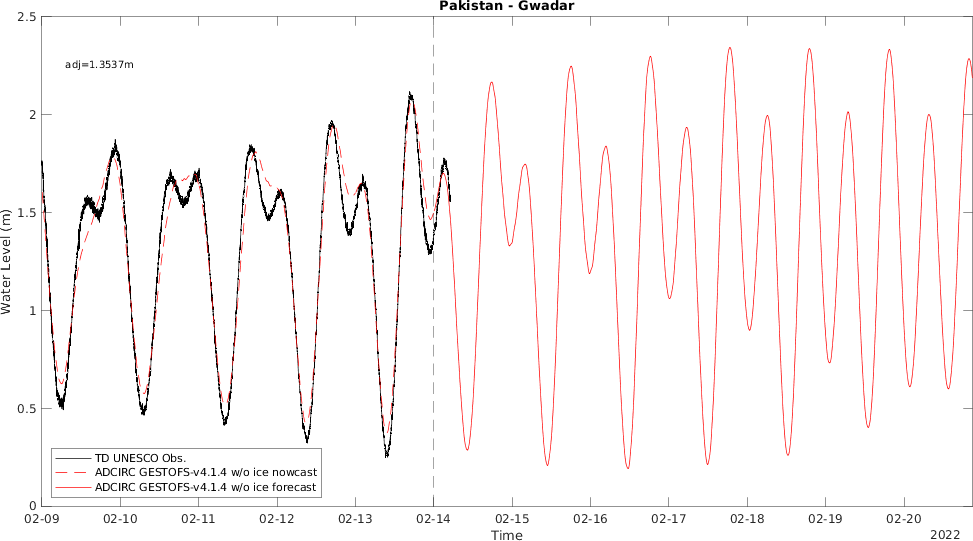 Pakistan - Gwadar
2.5
adj=1.3537m
2
1.5
Water Level (m)
1
0.5
TD UNESCO Obs.
ADCIRC GESTOFS-v4.1.4 w/o ice nowcast
ADCIRC GESTOFS-v4.1.4 w/o ice forecast
0
02-09 02-10 02-11 02-12 02-13 02-14 02-15 02-16 02-17 02-18 02-19 02-20
Time
2022